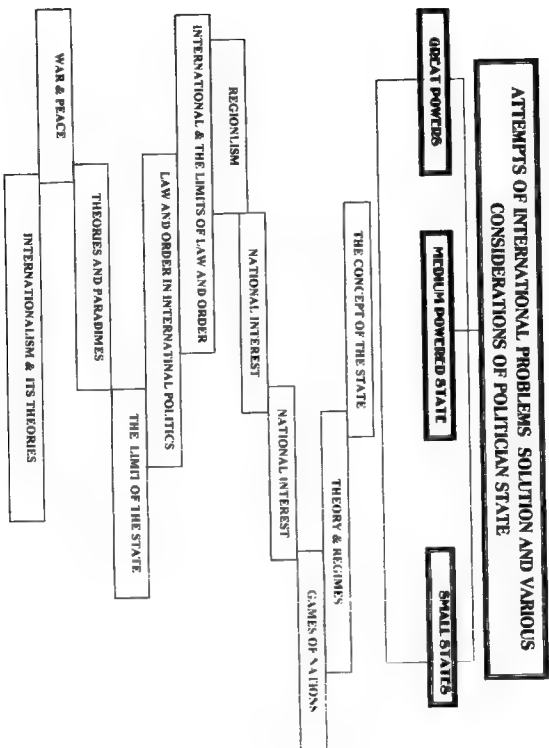 ATTEMPTS OF INTERNATIONAL PROBLEMS SOLUTION AND VARIOUS
CONSIDERATIONS OF POLITICIAN STATE
GREAT POWERS
MEDIUM POWERED STATE
SMALL STATES
THE CONCEPT OF THE STATE
THEORY & REGIMES
GAMES OF NATIONS
NATIONAL INTEREST
NATIONAL INTEREST
REGIONLISM
INTERNATIONAL & THE LIMITS OF LAW AND ORDER
LAW AND ORDER IN INTERNATINAL POLITICS
THE LIMIT OF THE STATE
THEORIES AND PARADIMES
WAR & PEACE
INTERNATIONALISM & ITS THEORIES